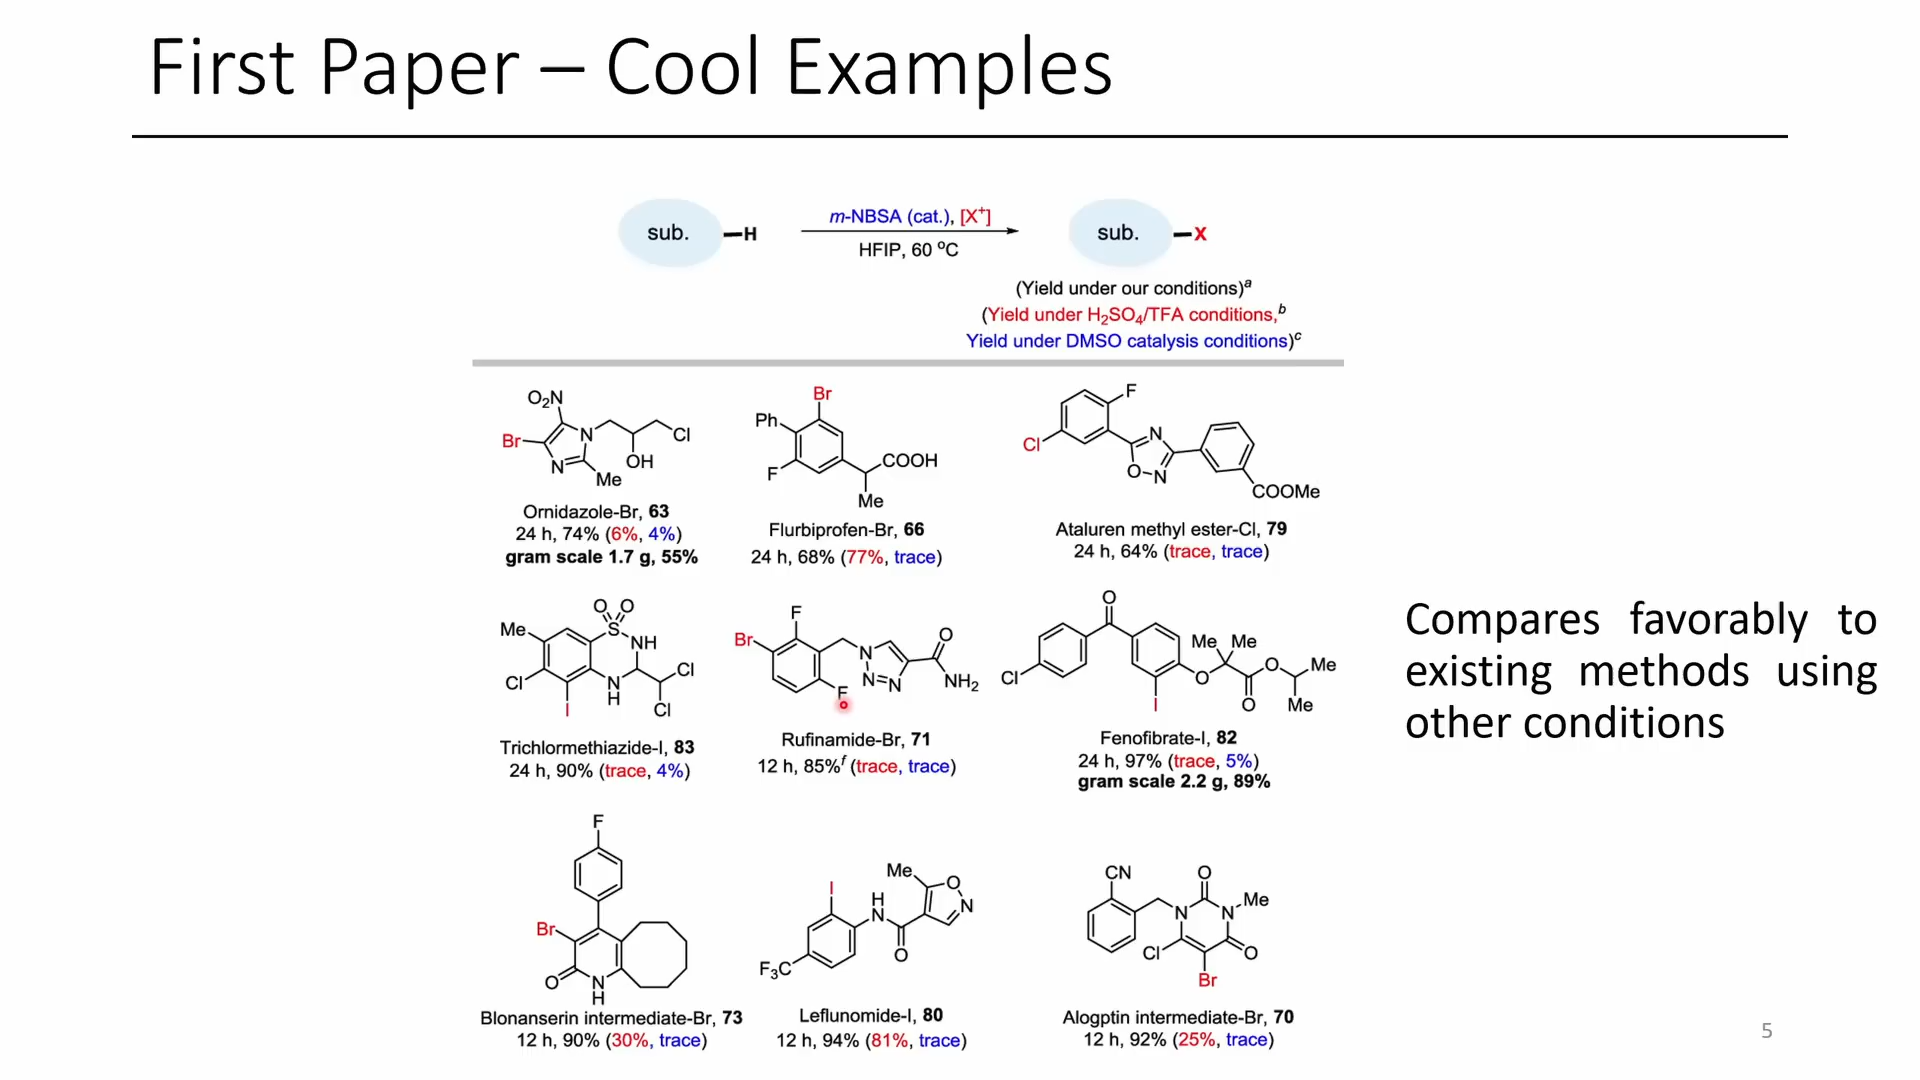 First Paper – Cool Examples
sub. H
m-NBSA (cat.), [X⁺]
HFIP, 60 ºC
sub. X
(Yield under our conditions)ᵃ
(Yield under H₂SO₄/TFA conditions,ᵇ
Yield under DMSO catalysis conditions)ᶜ
O₂N
Br
N
N
Me
OH
Cl
Ornidazole-Br, 63
24 h, 74% (6%, 4%)
gram scale 1.7 g, 55%
Br
Ph
F
COOH
Me
Flurbiprofen-Br, 66
24 h, 68% (77%, trace)
F
Cl
N
O
N
COOMe
Ataluren methyl ester-Cl, 79
24 h, 64% (trace, trace)
O O
Me
S
NH
Cl
I
N
H
Cl
Cl
Trichlormethiazide-I, 83
24 h, 90% (trace, 4%)
F
Br
F
N
N
N
O
NH₂
Rufinamide-Br, 71
12 h, 85%ᶠ (trace, trace)
O
Cl
I
O
Me Me
O
O
Me
Me
Fenofibrate-I, 82
24 h, 97% (trace, 5%)
gram scale 2.2 g, 89%
Compares favorably to
existing methods using
other conditions
F
Br
O
N
H
Blonanserin intermediate-Br, 73
12 h, 90% (30%, trace)
I
F₃C
H
N
O
Me
O
N
Leflunomide-I, 80
12 h, 94% (81%, trace)
CN
O
N
N
Me
Cl
O
Br
Alogptin intermediate-Br, 70
12 h, 92% (25%, trace)
5